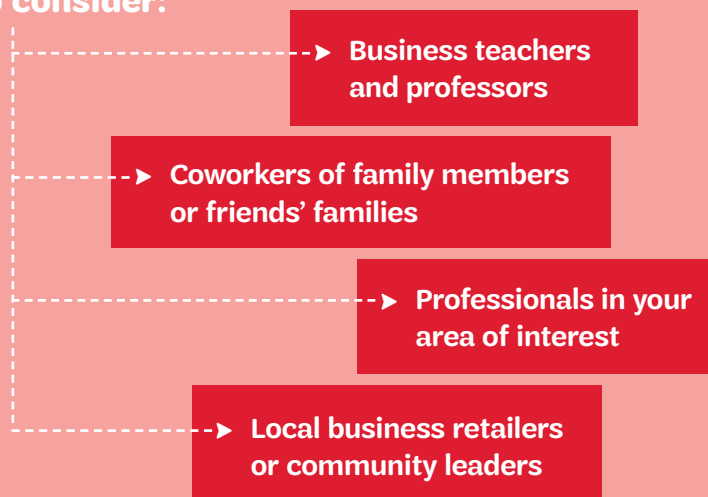 consider:
Business teachers
and professors
Coworkers of family members
or friends’ families
Professionals in your
area of interest
Local business retailers
or community leaders